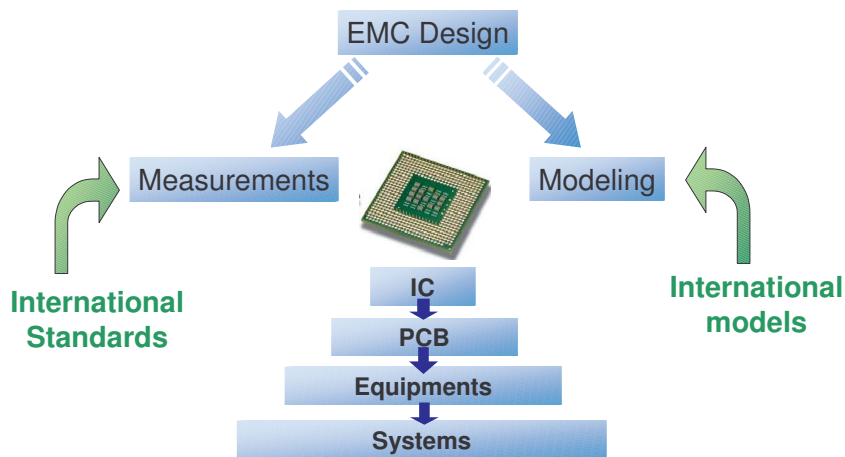 EMC Design
Measurements
Modeling
International
Standards
International
models
IC
PCB
Equipments
Systems